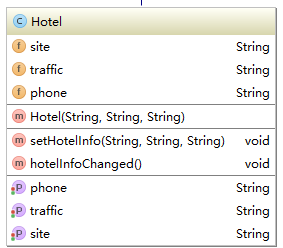 C Hotel
f site String
f traffic String
f phone String
m Hotel(String, String, String)
m setHotelInfo(String, String, String) void
m hotelInfoChanged() void
P phone String
P traffic String
P site String